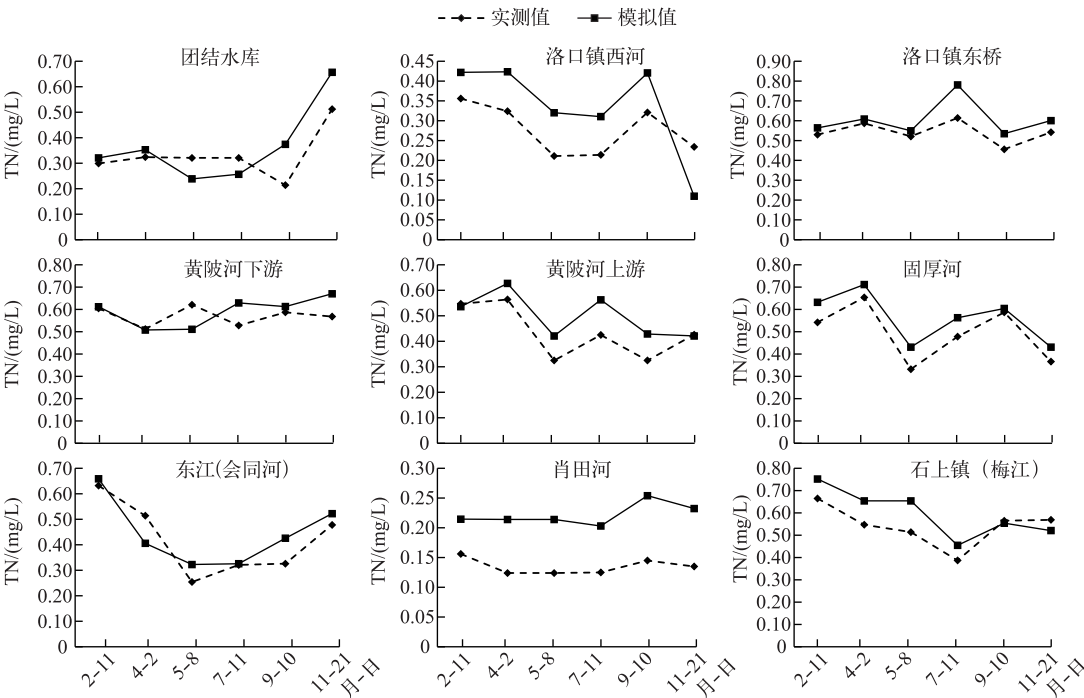 实测值 模拟值
团结水库 洛口镇西河 洛口镇东桥
TN/(mg/L) TN/(mg/L) TN/(mg/L)
0.70 0.45 0.90
0.60 0.40 0.80
0.50 0.35 0.70
0.40 0.30 0.60
0.30 0.25 0.50
0.20 0.20 0.40
0.10 0.15 0.30
0 0.10 0.20
0.05 0.10
0 0
黄陂河下游 黄陂河上游 固厚河
TN/(mg/L) TN/(mg/L) TN/(mg/L)
0.80 0.70 0.80
0.70 0.60 0.70
0.60 0.50 0.60
0.50 0.40 0.50
0.40 0.30 0.40
0.30 0.20 0.30
0.20 0.10 0.20
0.10 0 0.10
0 0
东江(会同河) 肖田河 石上镇（梅江）
TN/(mg/L) TN/(mg/L) TN/(mg/L)
0.70 0.30 0.80
0.60 0.25 0.70
0.50 0.20 0.60
0.40 0.15 0.50
0.30 0.10 0.40
0.20 0.05 0.30
0.10 0 0.20
0 0.10
0
2–11 4–2 5–8 7–11 9–10 11–21 2–11 4–2 5–8 7–11 9–10 11–21 2–11 4–2 5–8 7–11 9–10 11–21
月–日 月–日 月–日